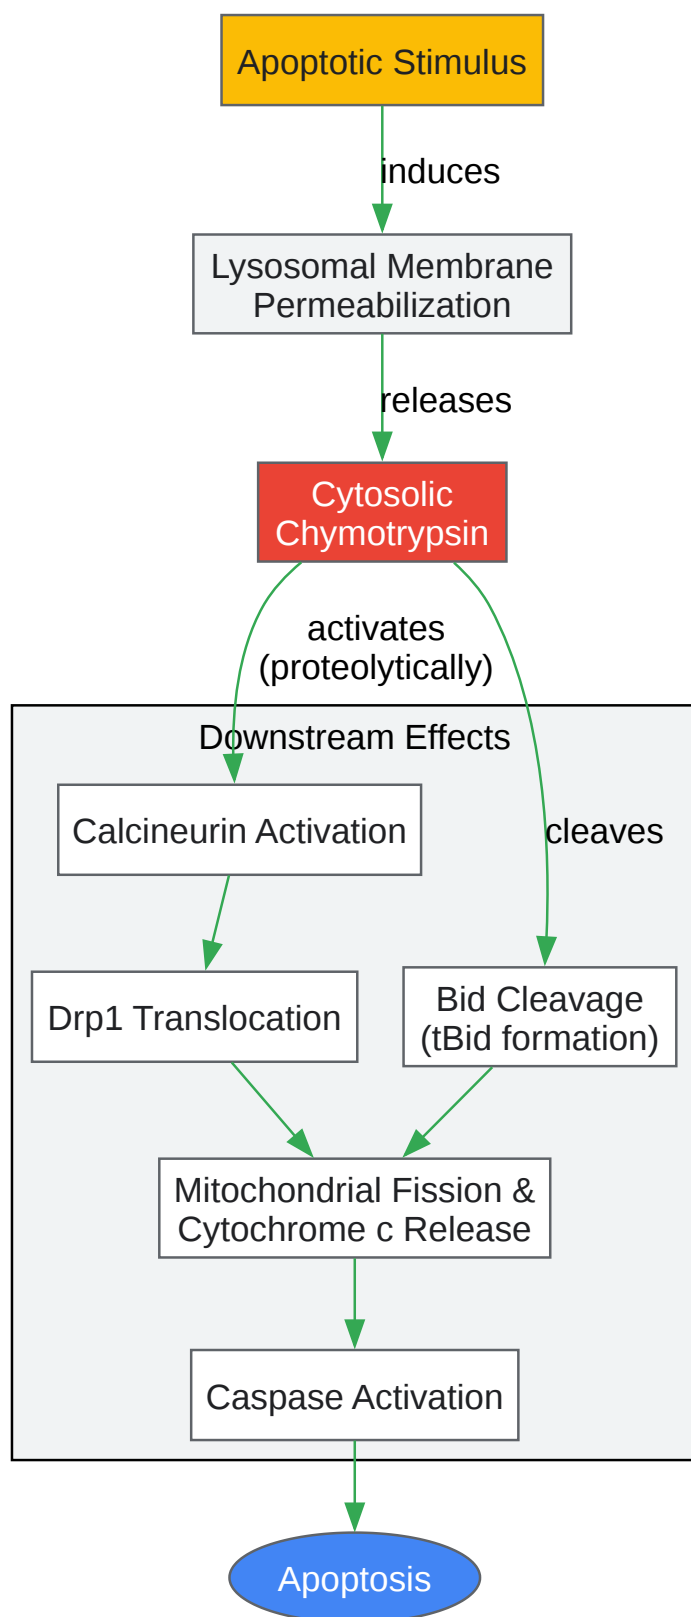 Apoptotic Stimulus
induces
Lysosomal Membrane
Permeabilization
releases
Cytosolic
Chymotrypsin
activates
(proteolytically)
Downstream Effects
Calcineurin Activation
cleaves
Drp1 Translocation
Bid Cleavage
(tBid formation)
Mitochondrial Fission &
Cytochrome c Release
Caspase Activation
Apoptosis